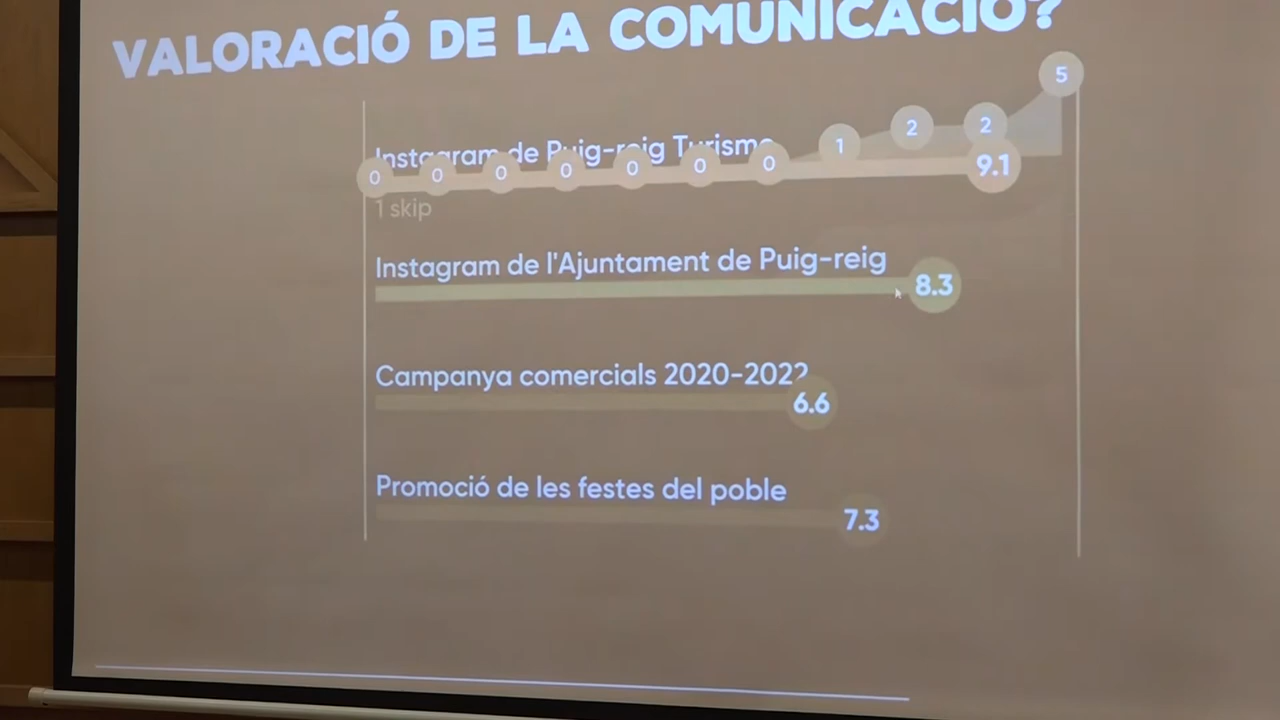 VALORACIÓ DE LA COMUNICACIÓ?
5
2
2
1
Instagram de Puig-reig Turisme
0 0 0 0 0 0 0
9.1
1 skip
Instagram de l'Ajuntament de Puig-reig
8.3
Campanya comercials 2020-2022
6.6
Promoció de les festes del poble
7.3